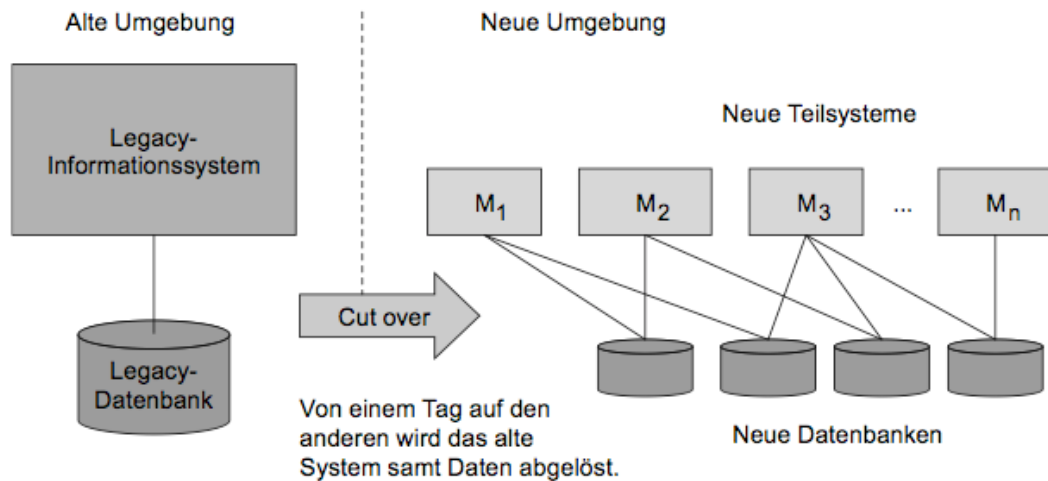 Alte Umgebung
Neue Umgebung
Legacy-
Informationssystem
Neue Teilsysteme
M1
M2
M3
...
Mn
Cut over
Legacy-
Datenbank
Von einem Tag auf den
anderen wird das alte
System samt Daten abgelöst.
Neue Datenbanken